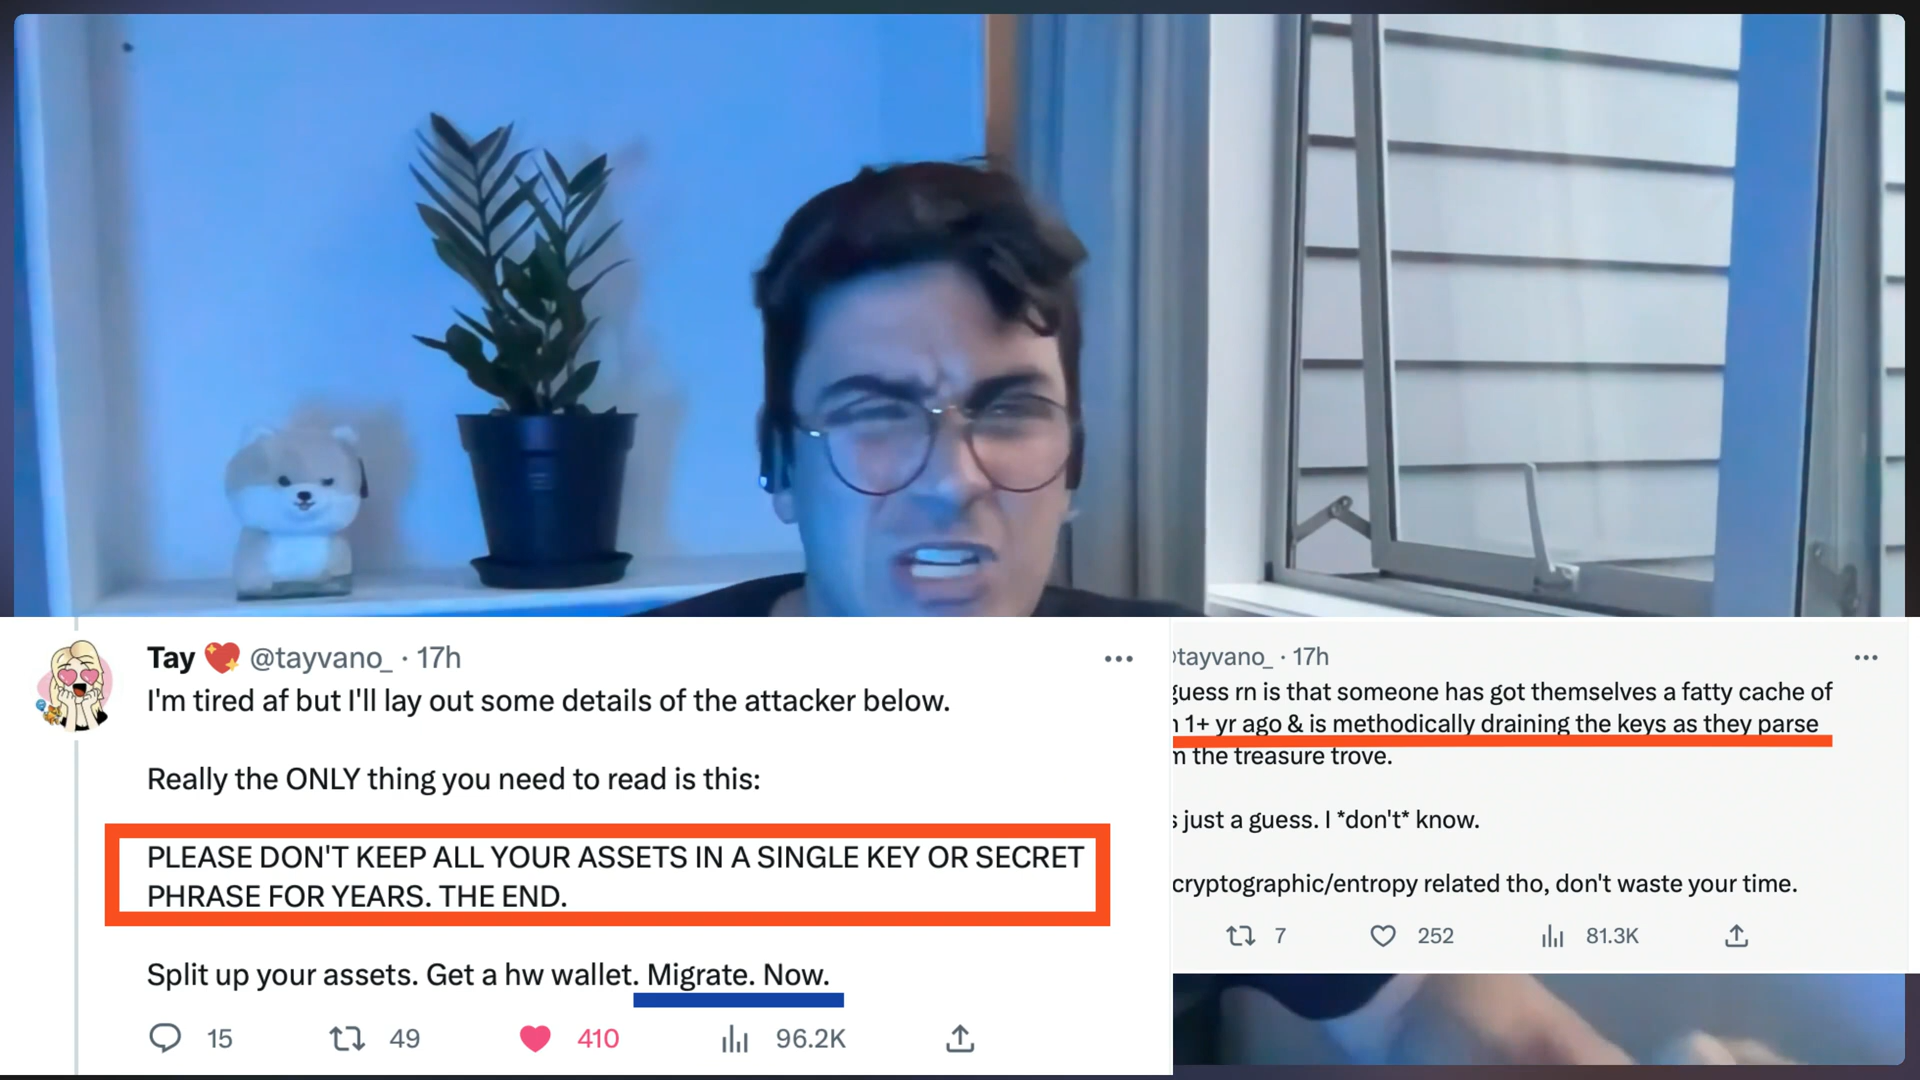 Tay 💖 @tayvano_ · 17h
I'm tired af but I'll lay out some details of the attacker below.
Really the ONLY thing you need to read is this:
PLEASE DON'T KEEP ALL YOUR ASSETS IN A SINGLE KEY OR SECRET
PHRASE FOR YEARS. THE END.
Split up your assets. Get a hw wallet. Migrate. Now.
15 49 410 96.2K
tayvano_ · 17h
guess rn is that someone has got themselves a fatty cache of
1+ yr ago & is methodically draining the keys as they parse
the treasure trove.
just a guess. I *don't* know.
cryptographic/entropy related tho, don't waste your time.
7 252 81.3K